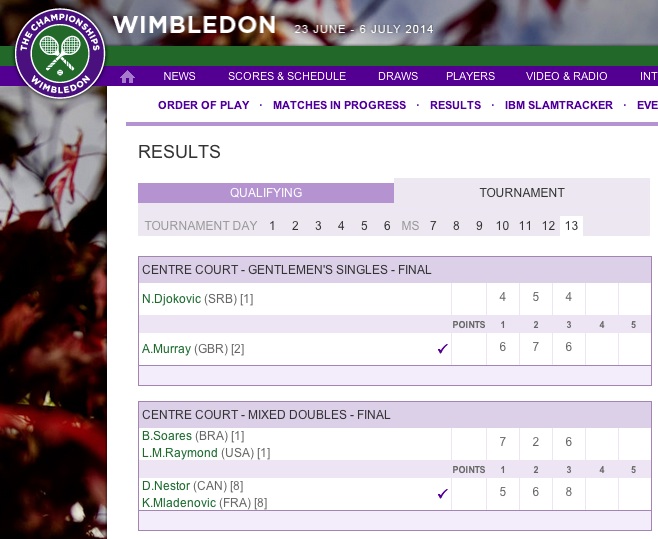 THE CHAMPIONSHIPS
WIMBLEDON
WIMBLEDON 23 JUNE - 6 JULY 2014
NEWS SCORES & SCHEDULE DRAWS PLAYERS VIDEO & RADIO INT
ORDER OF PLAY · MATCHES IN PROGRESS · RESULTS · IBM SLAMTRACKER · EVE
RESULTS
QUALIFYING TOURNAMENT
TOURNAMENT DAY 1 2 3 4 5 6 MS 7 8 9 10 11 12 13
CENTRE COURT - GENTLEMEN'S SINGLES - FINAL
N.Djokovic (SRB) [1] 4 5 4
POINTS 1 2 3 4 5
A.Murray (GBR) [2] ✓ 6 7 6
CENTRE COURT - MIXED DOUBLES - FINAL
B.Soares (BRA) [1]
L.M.Raymond (USA) [1] 7 2 6
POINTS 1 2 3 4 5
D.Nestor (CAN) [8]
K.Mladenovic (FRA) [8] ✓ 5 6 8